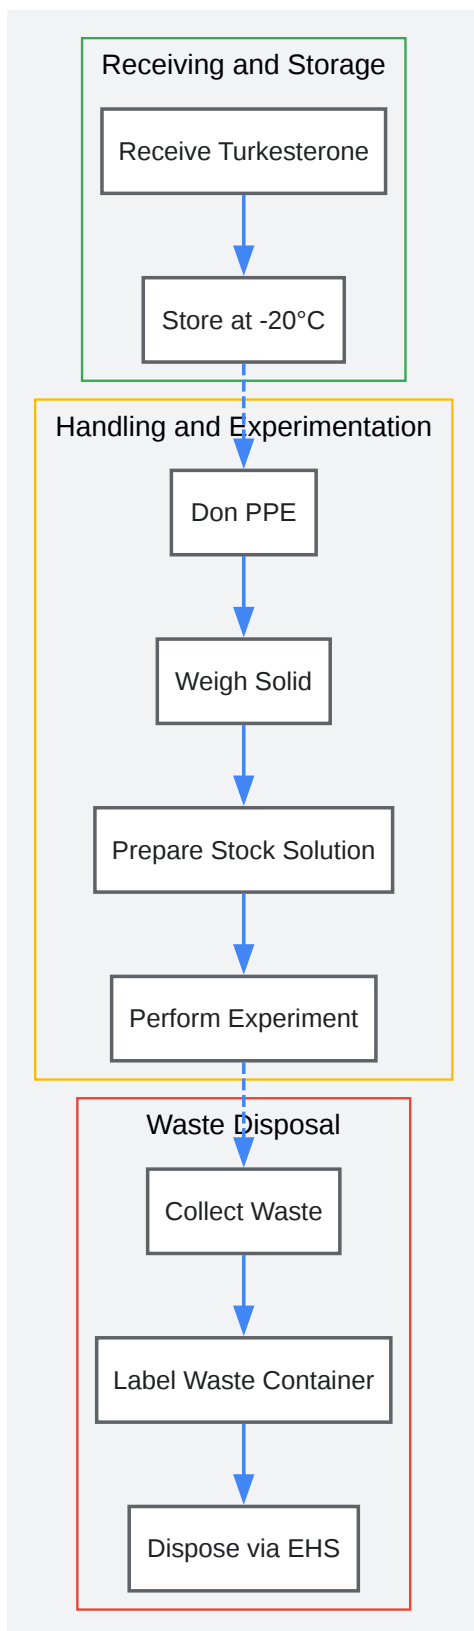 Receiving and Storage
Receive Turkesterone
Store at -20°C
Handling and Experimentation
Don PPE
Weigh Solid
Prepare Stock Solution
Perform Experiment
Waste Disposal
Collect Waste
Label Waste Container
Dispose via EHS